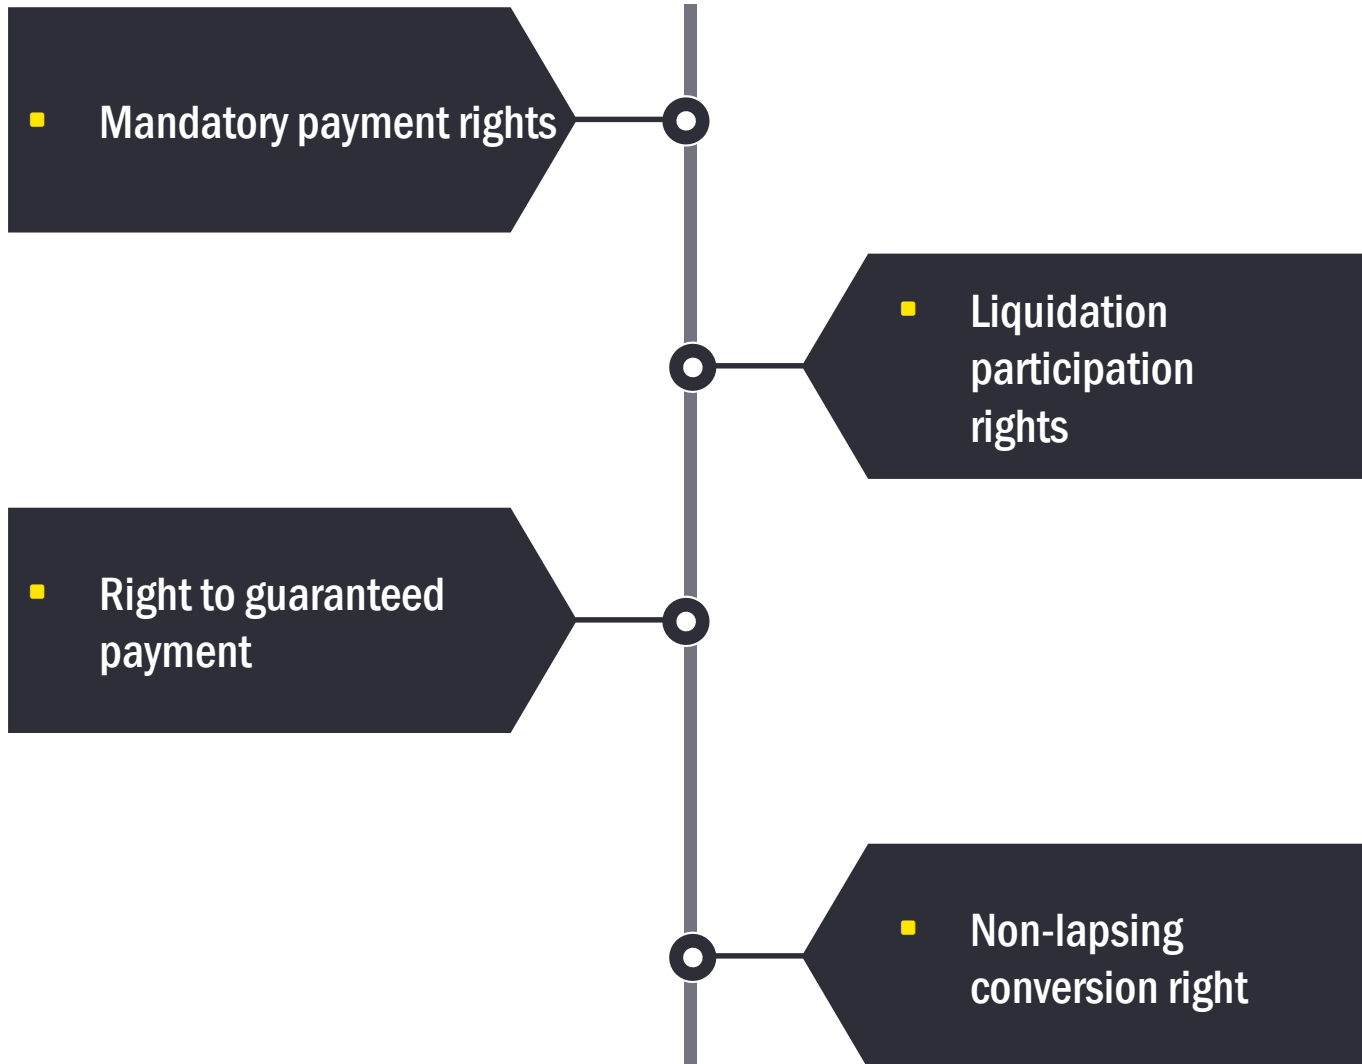 Mandatory payment rights
Liquidation
participation
rights
Right to guaranteed
payment
Non-lapsing
conversion right